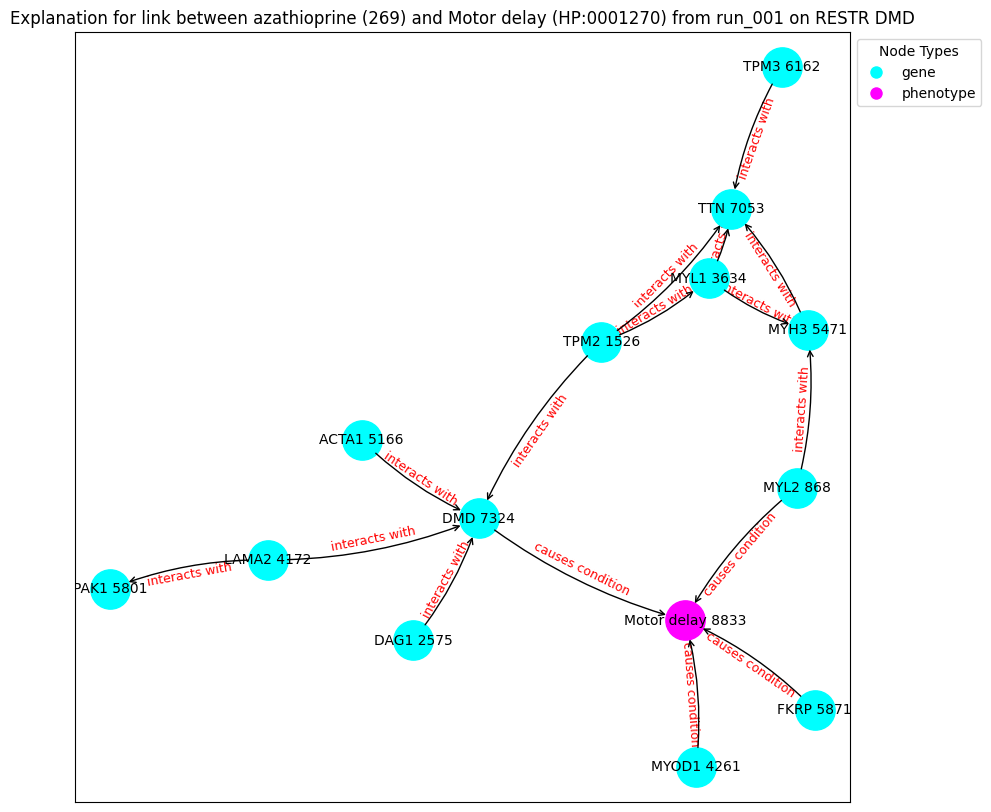 Explanation for link between azathioprine (269) and Motor delay (HP:0001270) from run_001 on RESTR DMD
Node Types
gene
phenotype
TPM3 6162
interacts with
TTN 7053
interacts with
interacts with
MYL1 3634
interacts with
interacts with
MYH3 5471
TPM2 1526
interacts with
interacts with
ACTA1 5166
interacts with
MYL2 868
DMD 7324
interacts with
LAMA2 4172
interacts with
PAK1 5801
interacts with
DAG1 2575
causes condition
causes condition
Motor delay 8833
causes condition
causes condition
FKRP 5871
MYOD1 4261